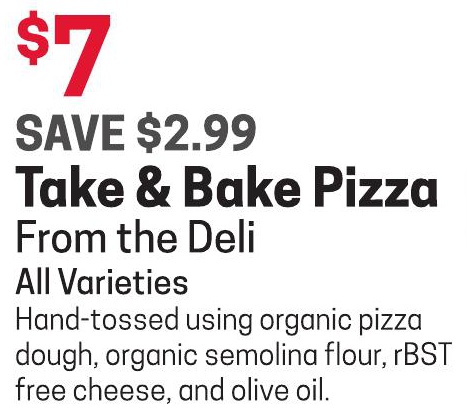 $7
SAVE $2.99
Take & Bake Pizza
From the Deli
All Varieties
Hand-tossed using organic pizza
dough, organic semolina flour, rBST
free cheese, and olive oil.